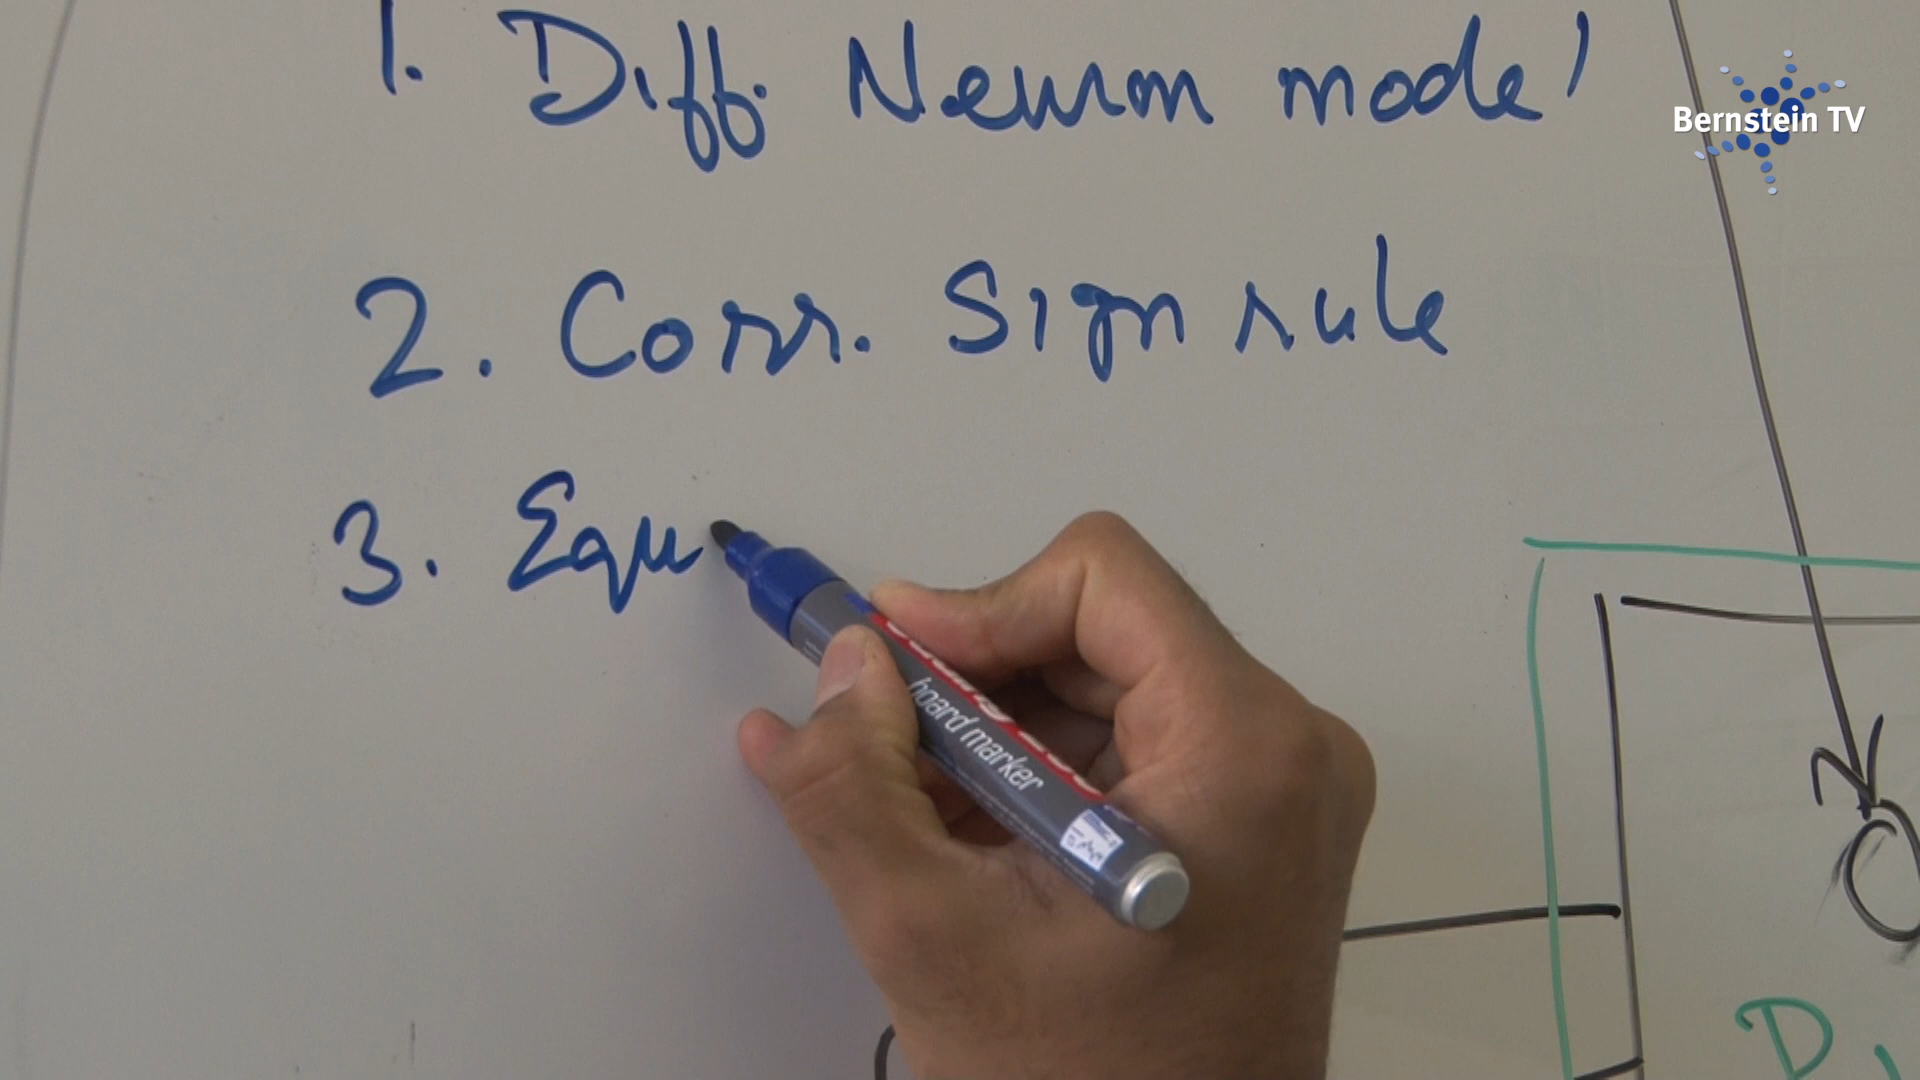 1. Diff. Neuron model
Bernstein TV
2. Corr. Sign rule
3. Equ
board marker
D